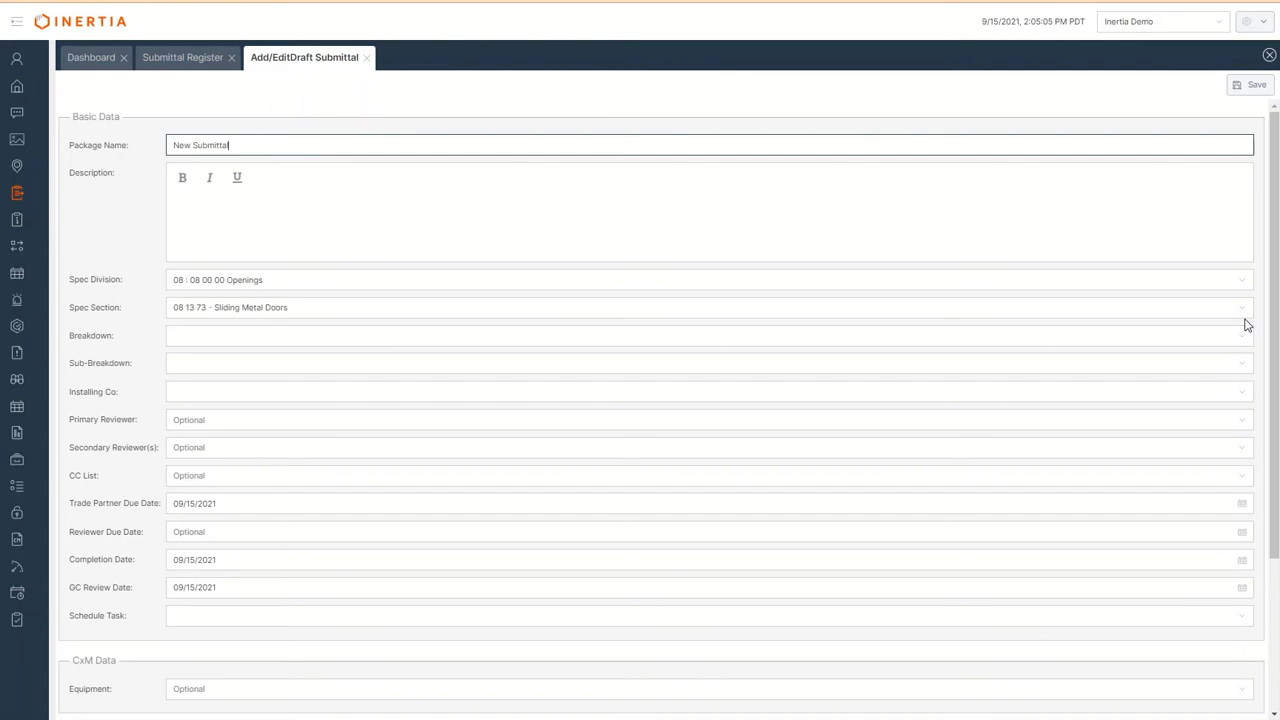 INERTIA
9/15/2021, 2:05:05 PM PDT
Inertia Demo
Dashboard
Submittal Register
Add/EditDraft Submittal
Save
Basic Data
Package Name: New Submittal
Description:
B I U
Spec Division: 08 : 08 00 00 Openings
Spec Section: 08 13 73 - Sliding Metal Doors
Breakdown:
Sub-Breakdown:
Installing Co:
Primary Reviewer: Optional
Secondary Reviewer(s): Optional
CC List: Optional
Trade Partner Due Date: 09/15/2021
Reviewer Due Date: Optional
Completion Date: 09/15/2021
GC Review Date: 09/15/2021
Schedule Task:
CxM Data
Equipment: Optional